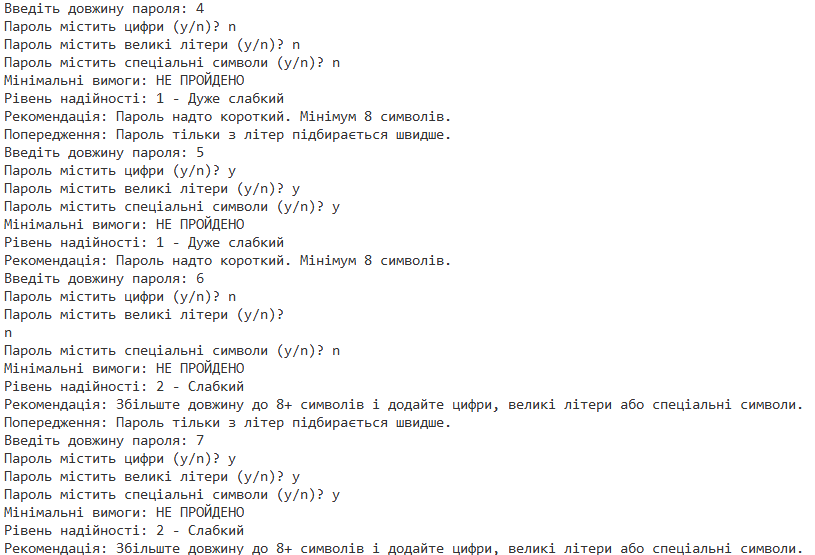 Введіть довжину пароля: 4
Пароль містить цифри (y/n)? n
Пароль містить великі літери (y/n)? n
Пароль містить спеціальні символи (y/n)? n
Мінімальні вимоги: НЕ ПРОЙДЕНО
Рівень надійності: 1 - Дуже слабкий
Рекомендація: Пароль надто короткий. Мінімум 8 символів.
Попередження: Пароль тільки з літер підбирається швидше.
Введіть довжину пароля: 5
Пароль містить цифри (y/n)? y
Пароль містить великі літери (y/n)? y
Пароль містить спеціальні символи (y/n)? y
Мінімальні вимоги: НЕ ПРОЙДЕНО
Рівень надійності: 1 - Дуже слабкий
Рекомендація: Пароль надто короткий. Мінімум 8 символів.
Введіть довжину пароля: 6
Пароль містить цифри (y/n)? n
Пароль містить великі літери (y/n)?
n
Пароль містить спеціальні символи (y/n)? n
Мінімальні вимоги: НЕ ПРОЙДЕНО
Рівень надійності: 2 - Слабкий
Рекомендація: Збільште довжину до 8+ символів і додайте цифри, великі літери або спеціальні символи.
Попередження: Пароль тільки з літер підбирається швидше.
Введіть довжину пароля: 7
Пароль містить цифри (y/n)? y
Пароль містить великі літери (y/n)? y
Пароль містить спеціальні символи (y/n)? y
Мінімальні вимоги: НЕ ПРОЙДЕНО
Рівень надійності: 2 - Слабкий
Рекомендація: Збільште довжину до 8+ символів і додайте цифри, великі літери або спеціальні символи.